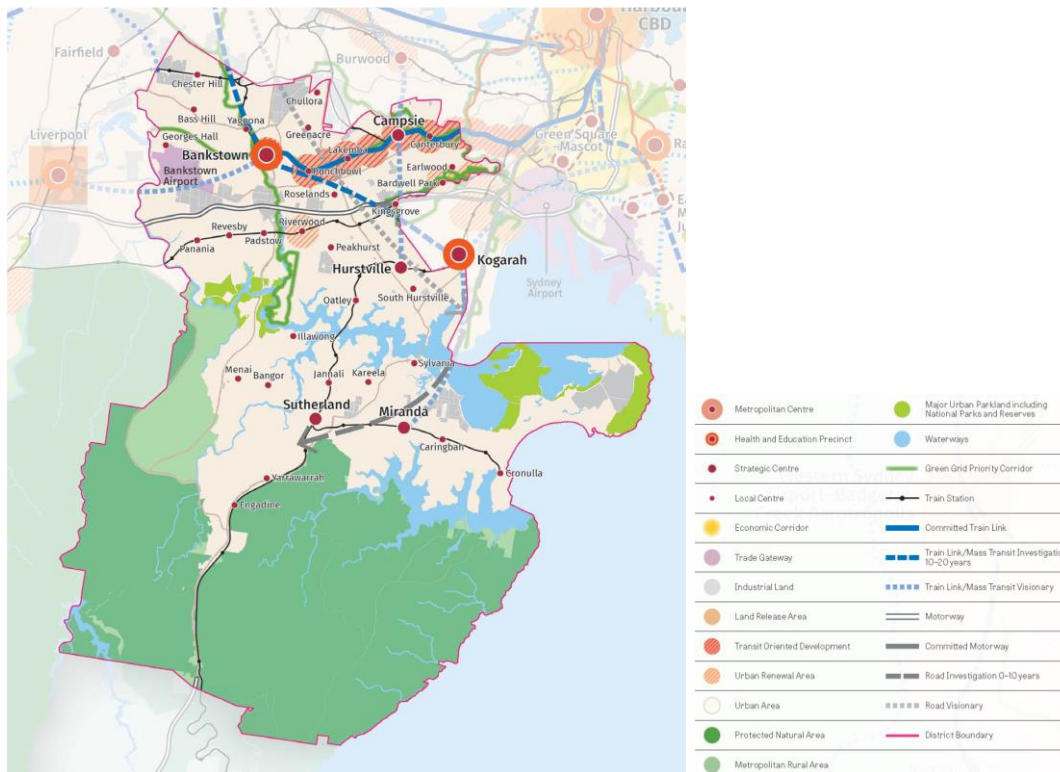 Harbour
CBD
Fairfield
Burwood
Chester Hill
Chullora
Bass Hill
Yagoona
Campsie
Georges Hall
Greenacre
Canterbury
Green Square
Mascot
Liverpool
Lakemba
Earlwood
Bankstown
Punchbowl
Bardwell Park
Bankstown
Airport
Roselands
Kingsgrove
Revesby
Riverwood
Panania
Padstow
Peakhurst
Kogarah
Hurstville
Sydney
Airport
South Hurstville
Oatley
Illawong
Sylvania
Menai
Bangor
Jannali
Kareela
Sutherland
Miranda
Caringbah
Cronulla
Yarrawarrah
Engadine
Metropolitan Centre
Health and Education Precinct
Strategic Centre
Local Centre
Economic Corridor
Trade Gateway
Industrial Land
Land Release Area
Transit Oriented Development
Urban Renewal Area
Urban Area
Protected Natural Area
Metropolitan Rural Area
Major Urban Parkland including
National Parks and Reserves
Waterways
Green Grid Priority Corridor
Train Station
Committed Train Link
Train Link/Mass Transit Investigatio
10–20 years
Train Link/Mass Transit Visionary
Motorway
Committed Motorway
Road Investigation 0–10 years
Road Visionary
District Boundary